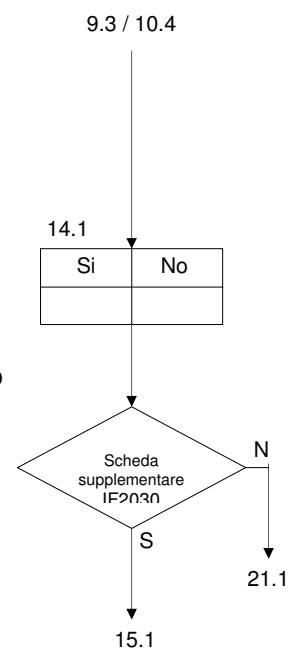 9.3 / 10.4
14.1
Si No
Scheda
supplementare
IF2030
N
S
21.1
15.1